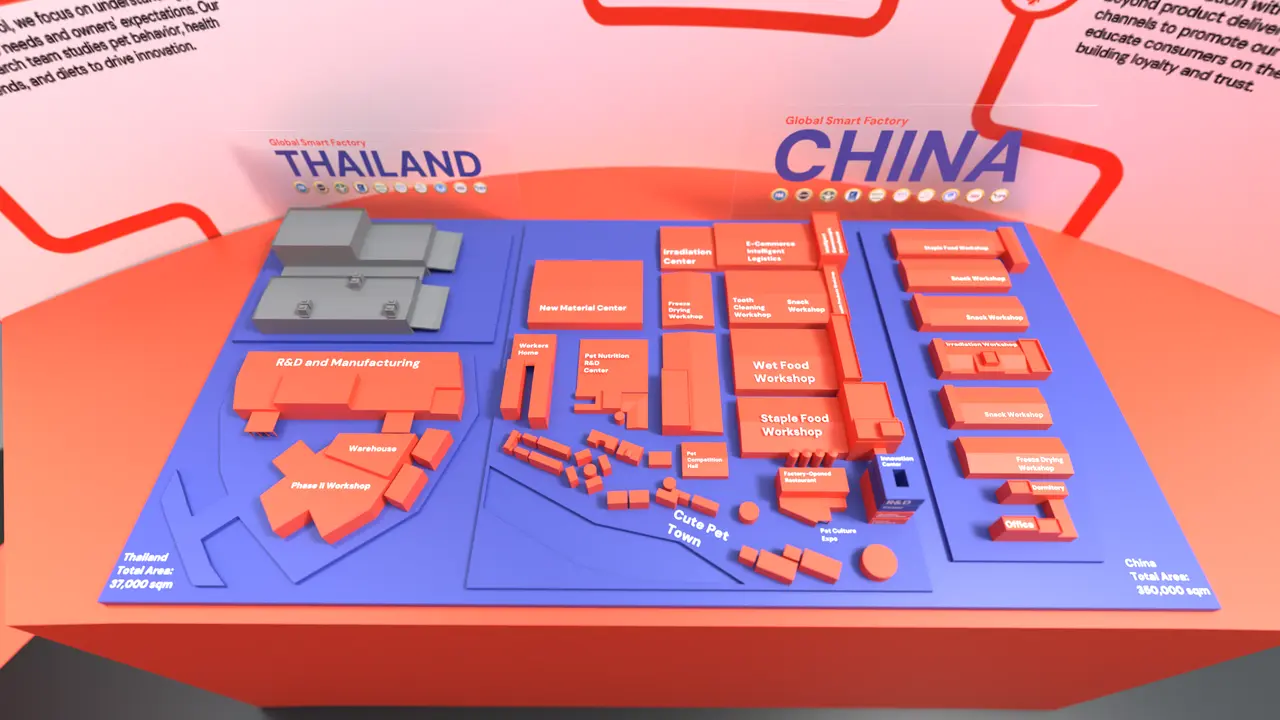 ol, we focus on understan
needs and owners' expectations. Our
arch team studies pet behavior, health
ends, and diets to drive innovation.
ation with
beyond product deliver
channels to promote our
educate consumers on the
building loyalty and trust.
Global Smart Factory
THAILAND
Global Smart Factory
CHINA
R&D and Manufacturing
Warehouse
Phase II Workshop
Thailand
Total Area:
37,000 sqm
New Material Center
Workers
Home
Pet Nutrition
R&D
Center
Irradiation
Center
E-Commerce
Intelligent
Logistics
Freeze
Drying
Workshop
Tooth
Cleaning
Workshop
Snack
Workshop
Wet Food
Workshop
Staple Food
Workshop
Pet
Competition
Hall
Factory-Opened
Restaurant
Innovation
Center
R&D
Cute Pet
Town
Pet Culture
Expo
Staple Food Workshop
Snack Workshop
Snack Workshop
Irradiation Workshop
Snack Workshop
Freeze Drying
Workshop
Dormitory
Office
China
Total Area:
350,000 sqm